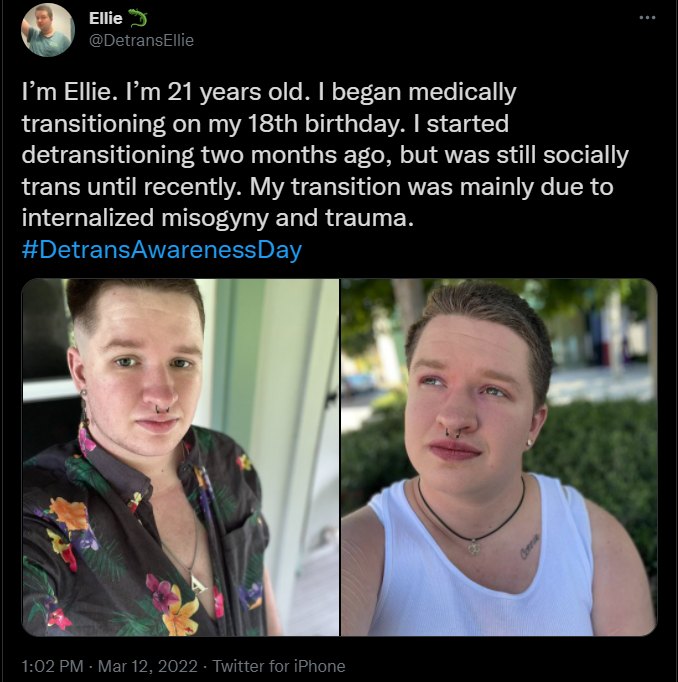 Ellie 🦎
@DetransEllie
I’m Ellie. I’m 21 years old. I began medically
transitioning on my 18th birthday. I started
detransitioning two months ago, but was still socially
trans until recently. My transition was mainly due to
internalized misogyny and trauma.
#DetransAwarenessDay
1:02 PM · Mar 12, 2022 · Twitter for iPhone